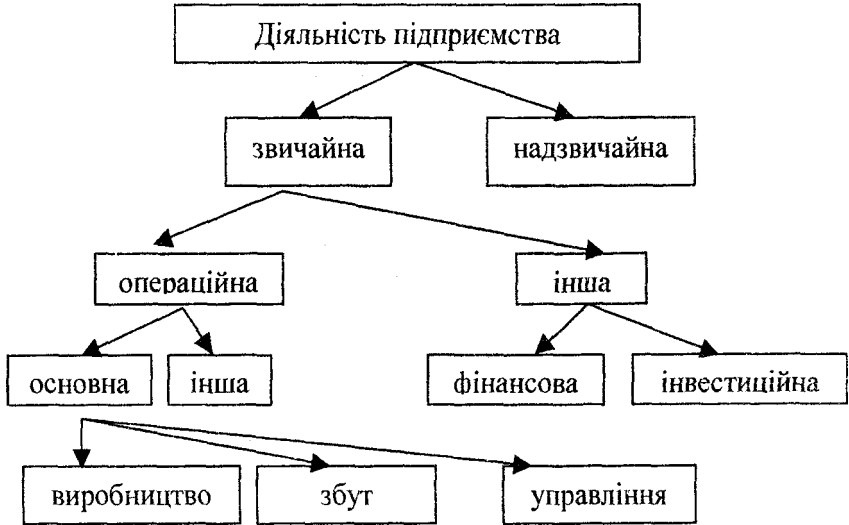 Діяльність підприємства
звичайна
надзвичайна
операційна
інша
основна
інша
фінансова
інвестиційна
виробництво
збут
управління